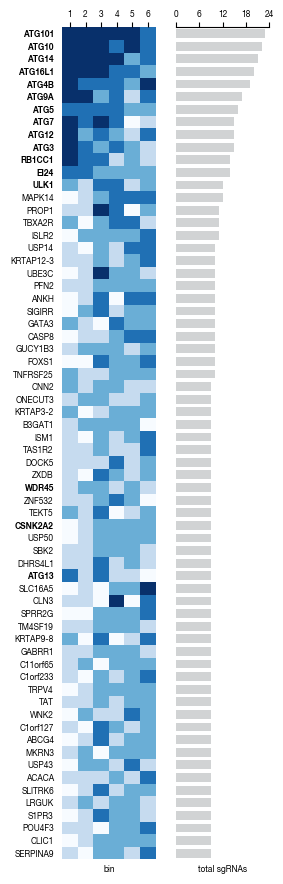 1 2 3 4 5 6 0 6 12 18 24
ATG101
ATG10
ATG14
ATG16L1
ATG4B
ATG9A
ATG5
ATG7
ATG12
ATG3
RB1CC1
EI24
ULK1
MAPK14
PROP1
TBXA2R
ISLR2
USP14
KRTAP12-3
UBE3C
PFN2
ANKH
SIGIRR
GATA3
CASP8
GUCY1B3
FOXS1
TNFRSF25
CNN2
ONECUT3
KRTAP3-2
B3GAT1
ISM1
TAS1R2
DOCK5
ZXDB
WDR45
ZNF532
TEKT5
CSNK2A2
USP50
SBK2
DHRS4L1
ATG13
SLC16A5
CLN3
SPRR2G
TM4SF19
KRTAP9-8
GABRR1
C11orf65
C1orf233
TRPV4
TAT
WNK2
C1orf127
ABCG4
MKRN3
USP43
ACACA
SLITRK6
LRGUK
S1PR3
POU4F3
CLIC1
SERPINA9
bin total sgRNAs